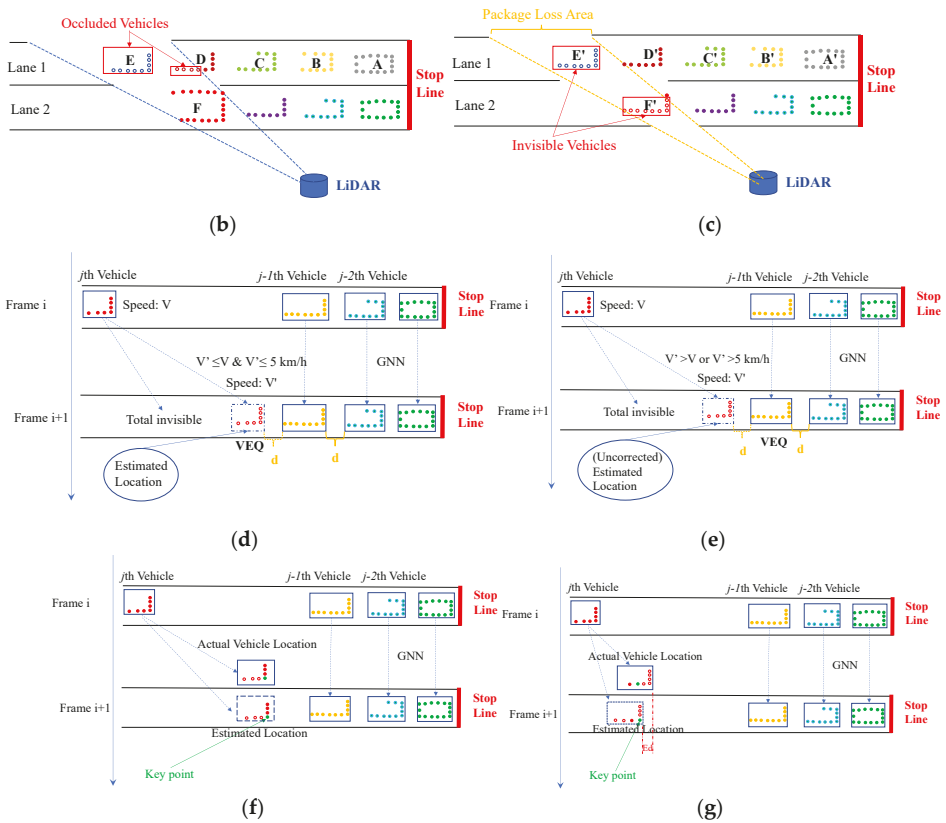 Occluded Vehicles
Lane 1
E
D
C
B
A
Stop
Line
Lane 2
F
LiDAR
(b)
Package Loss Area
Lane 1
E'
D'
C'
B'
A'
Stop
Line
Lane 2
F'
Invisible Vehicles
LiDAR
(c)
jth Vehicle
j-1th Vehicle
j-2th Vehicle
Frame i
Speed: V
Stop
Line
V' ≤V & V'≤ 5 km/h
GNN
Speed: V'
Frame i+1
Total invisible
Stop
Line
VEQ
d
d
Estimated
Location
(d)
jth Vehicle
j-1th Vehicle
j-2th Vehicle
Frame i
Speed: V
Stop
Line
V' >V or V' >5 km/h
GNN
Speed: V'
Frame i+1
Total invisible
Stop
Line
VEQ
d
d
(Uncorrected)
Estimated
Location
(e)
jth Vehicle
j-1th Vehicle
j-2th Vehicle
Frame i
Stop
Line
Actual Vehicle Location
GNN
Frame i+1
Stop
Line
Estimated Location
Key point
(f)
jth Vehicle
j-1th Vehicle
j-2th Vehicle
Frame i
Stop
Line
Actual Vehicle Location
GNN
Frame i+1
Stop
Line
Estimated Location
Ed
Key point
(g)